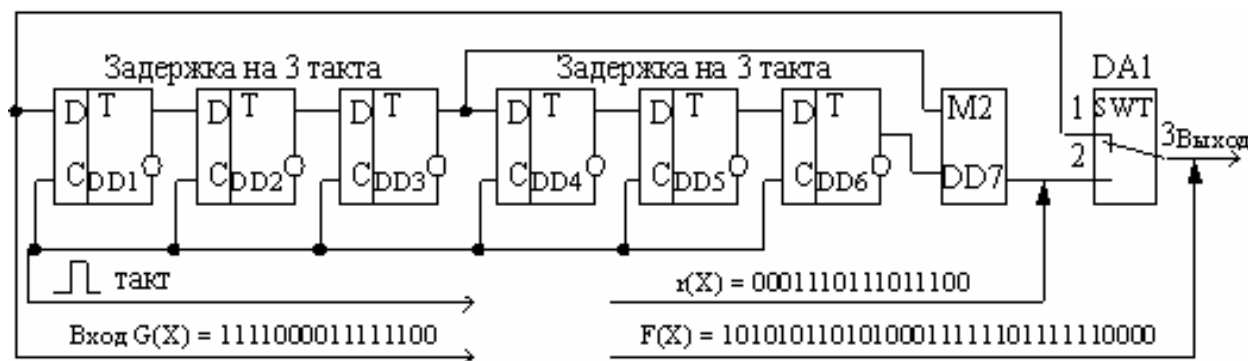 Задержка на 3 такта Задержка на 3 такта DA1
D T D T D T D T D T D T M2 1 SWT
2 3 Выход
C DD1 C DD2 C DD3 C DD4 C DD5 C DD6 DD7
такт r(X) = 0001110111011100
Вход G(X) = 1111000011111100 F(X) = 10101011010100011111101111110000